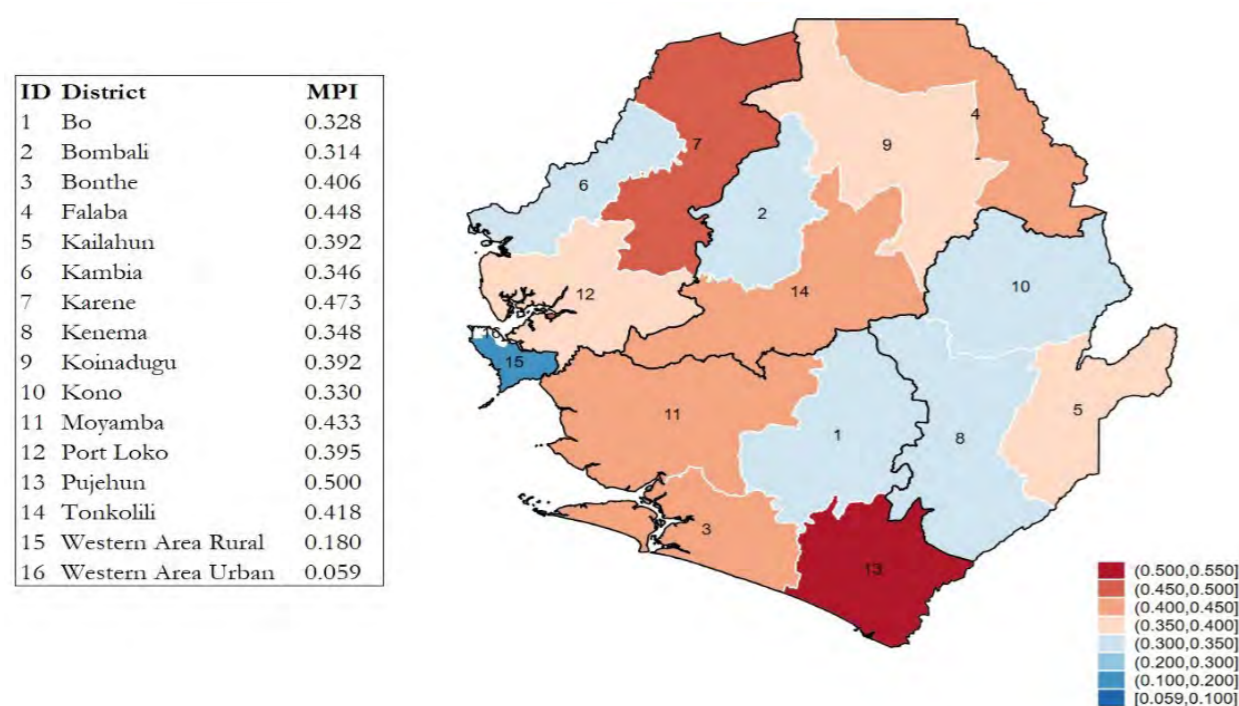 ID District MPI
1 Bo 0.328
2 Bombali 0.314
3 Bonthe 0.406
4 Falaba 0.448
5 Kailahun 0.392
6 Kambia 0.346
7 Karene 0.473
8 Kenema 0.348
9 Koinadugu 0.392
10 Kono 0.330
11 Moyamba 0.433
12 Port Loko 0.395
13 Pujehun 0.500
14 Tonkolili 0.418
15 Western Area Rural 0.180
16 Western Area Urban 0.059
4
7
9
6
2
10
12
14
16
15
5
11
1
8
3
13
(0.500,0.550]
(0.450,0.500]
(0.400,0.450]
(0.350,0.400]
(0.300,0.350]
(0.200,0.300]
(0.100,0.200]
[0.059,0.100]